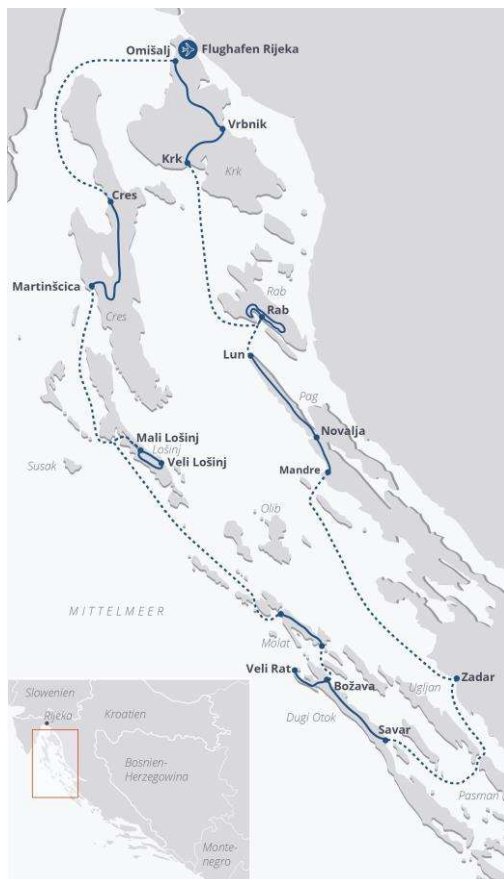 Omišalj
Flughafen Rijeka
Vrbnik
Krk
Krk
Cres
Martinšcica
Cres
Rab
Rab
Lun
Pag
Novalja
Mandre
Mali Lošinj
Lošinj
Veli Lošinj
Susak
Olib
MITTELMEER
Molat
Veli Rat
Božava
Zadar
Ugljan
Dugi Otok
Savar
Pasman
Slowenien
Rijeka
Kroatien
Bosnien-
Herzegowina
Monte-
negro